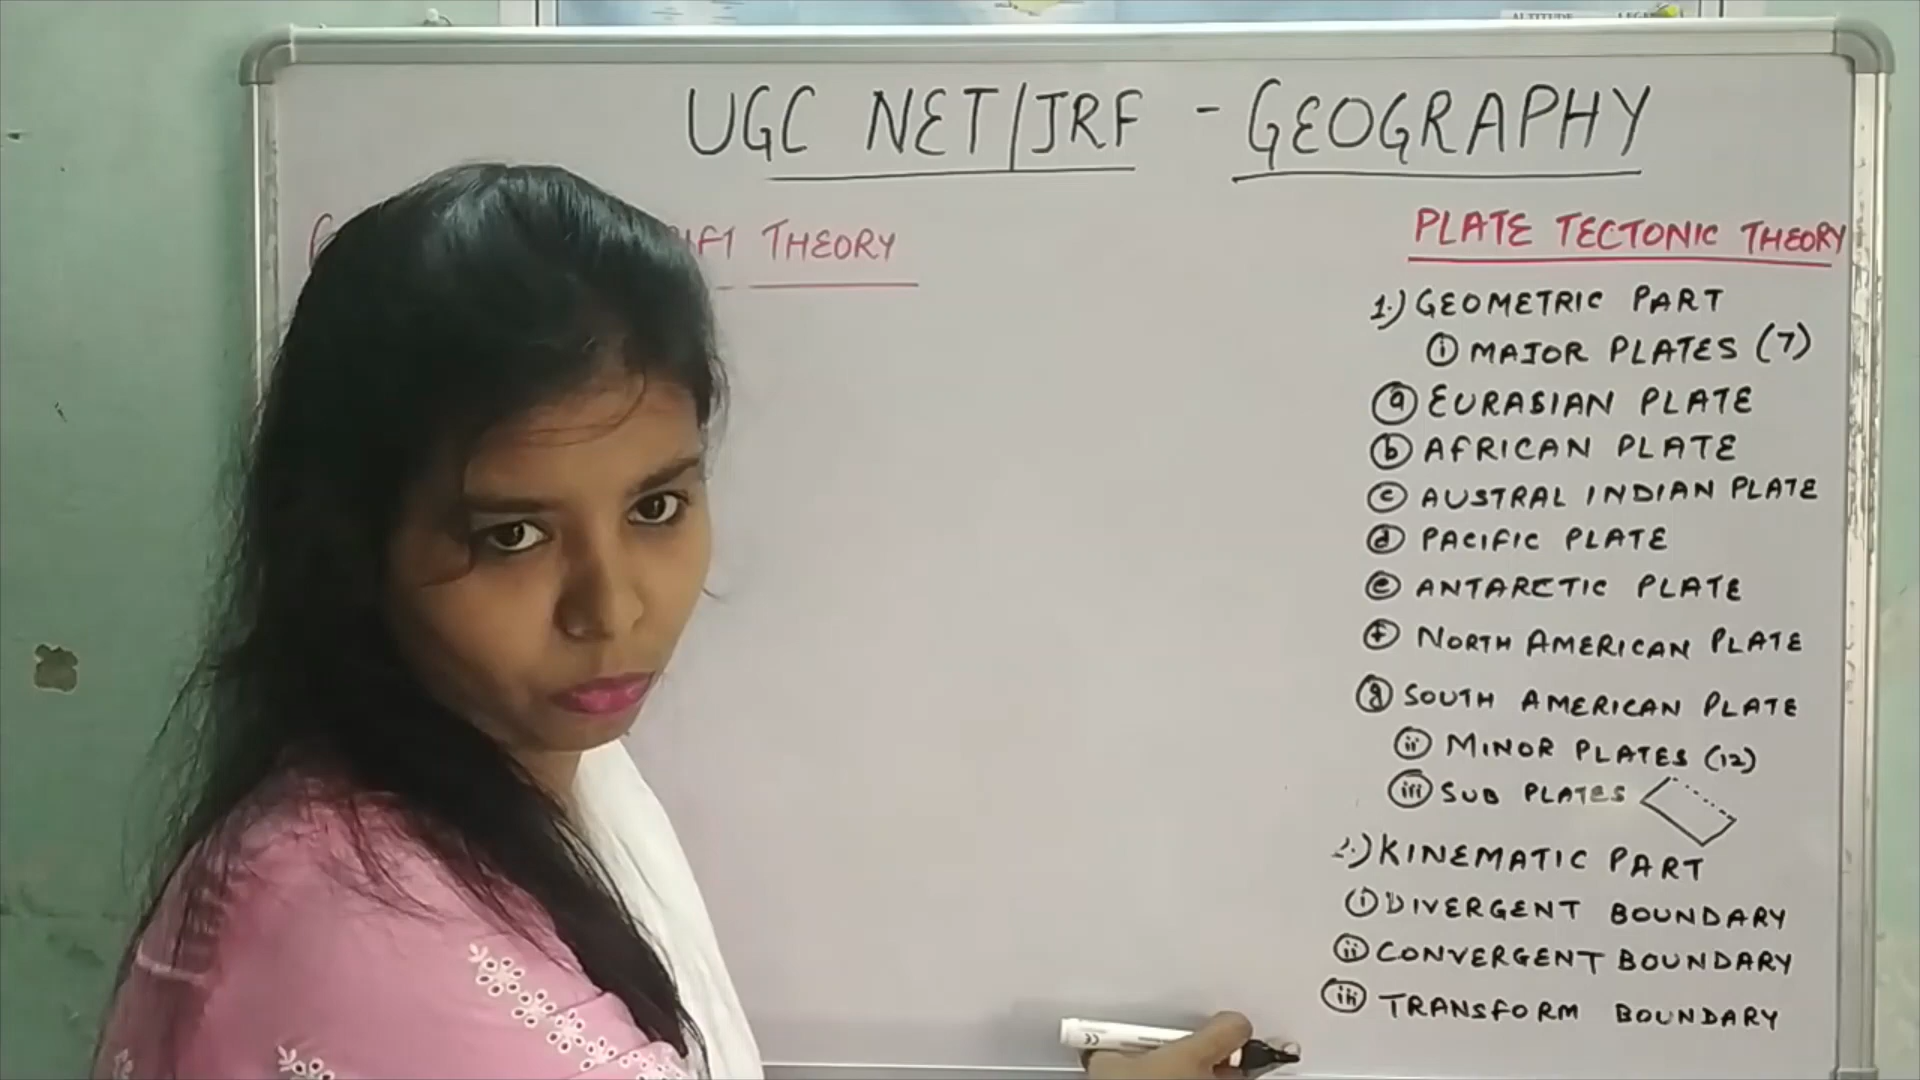 ALTITUDE LEGEND
UGC NET/JRF - GEOGRAPHY
THEORY
PLATE TECTONIC THEORY
1.) GEOMETRIC PART
(i) MAJOR PLATES (7)
(a) EURASIAN PLATE
(b) AFRICAN PLATE
(c) AUSTRAL INDIAN PLATE
(d) PACIFIC PLATE
(e) ANTARCTIC PLATE
(f) NORTH AMERICAN PLATE
(g) SOUTH AMERICAN PLATE
(ii) MINOR PLATES (12)
(iii) SUB PLATES
2.) KINEMATIC PART
(i) DIVERGENT BOUNDARY
(ii) CONVERGENT BOUNDARY
(iii) TRANSFORM BOUNDARY